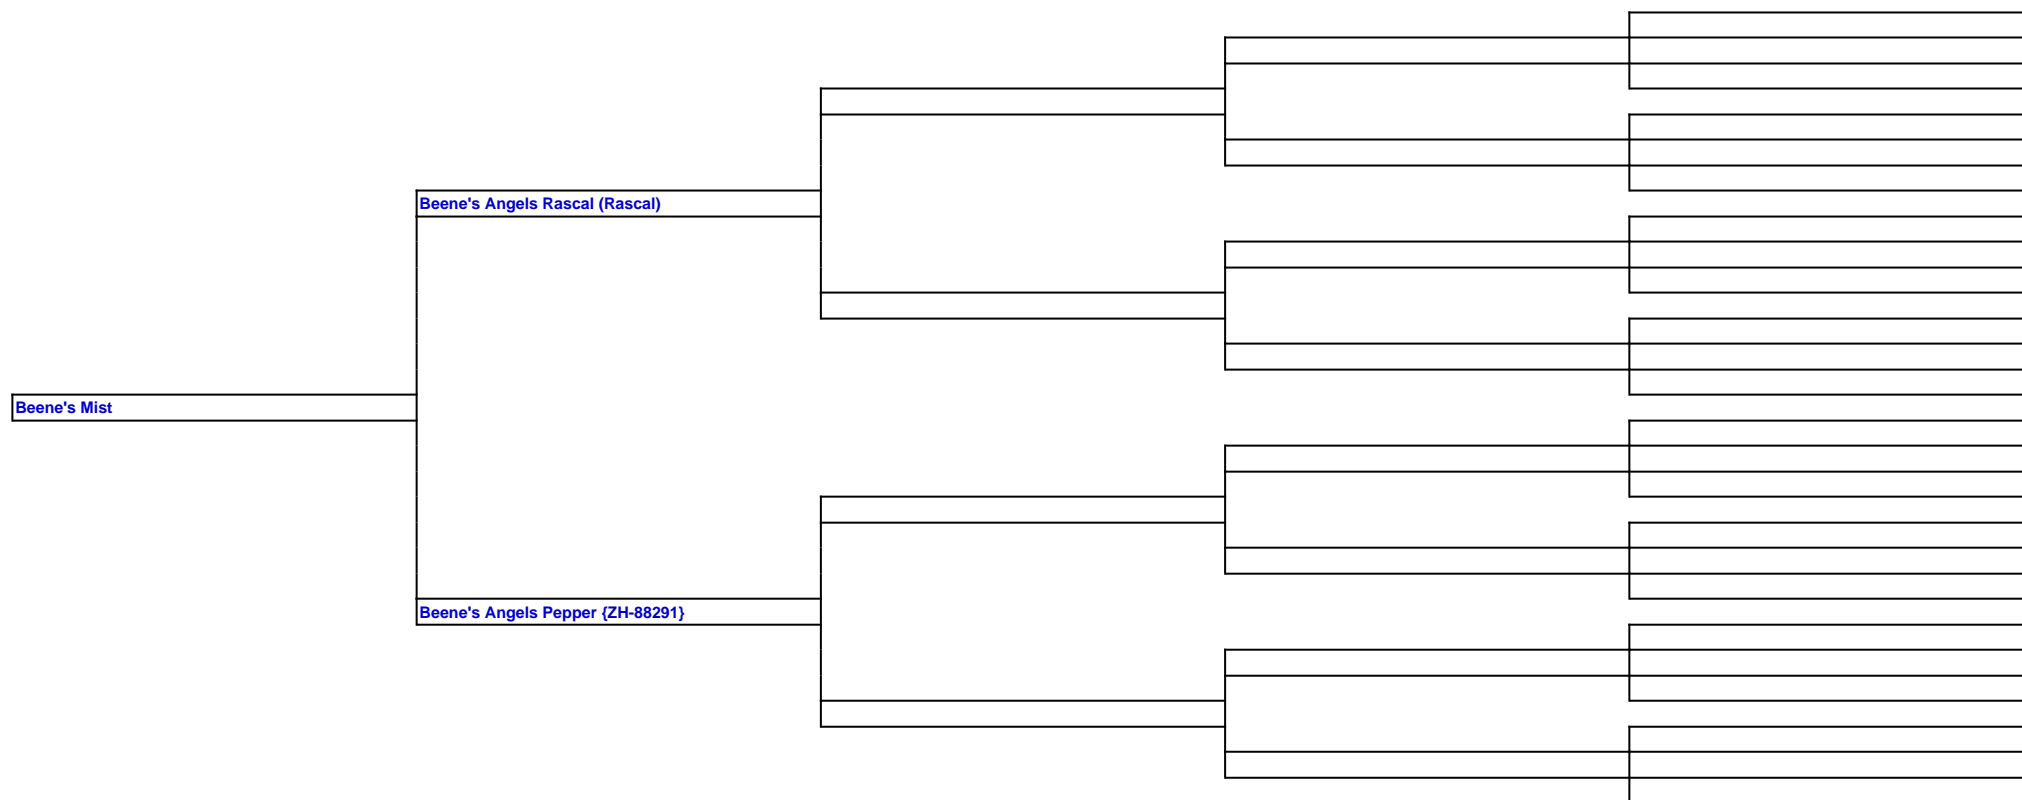 Beene's Angels Rascal (Rascal)
Beene's Mist
Beene's Angels Pepper {ZH-88291}